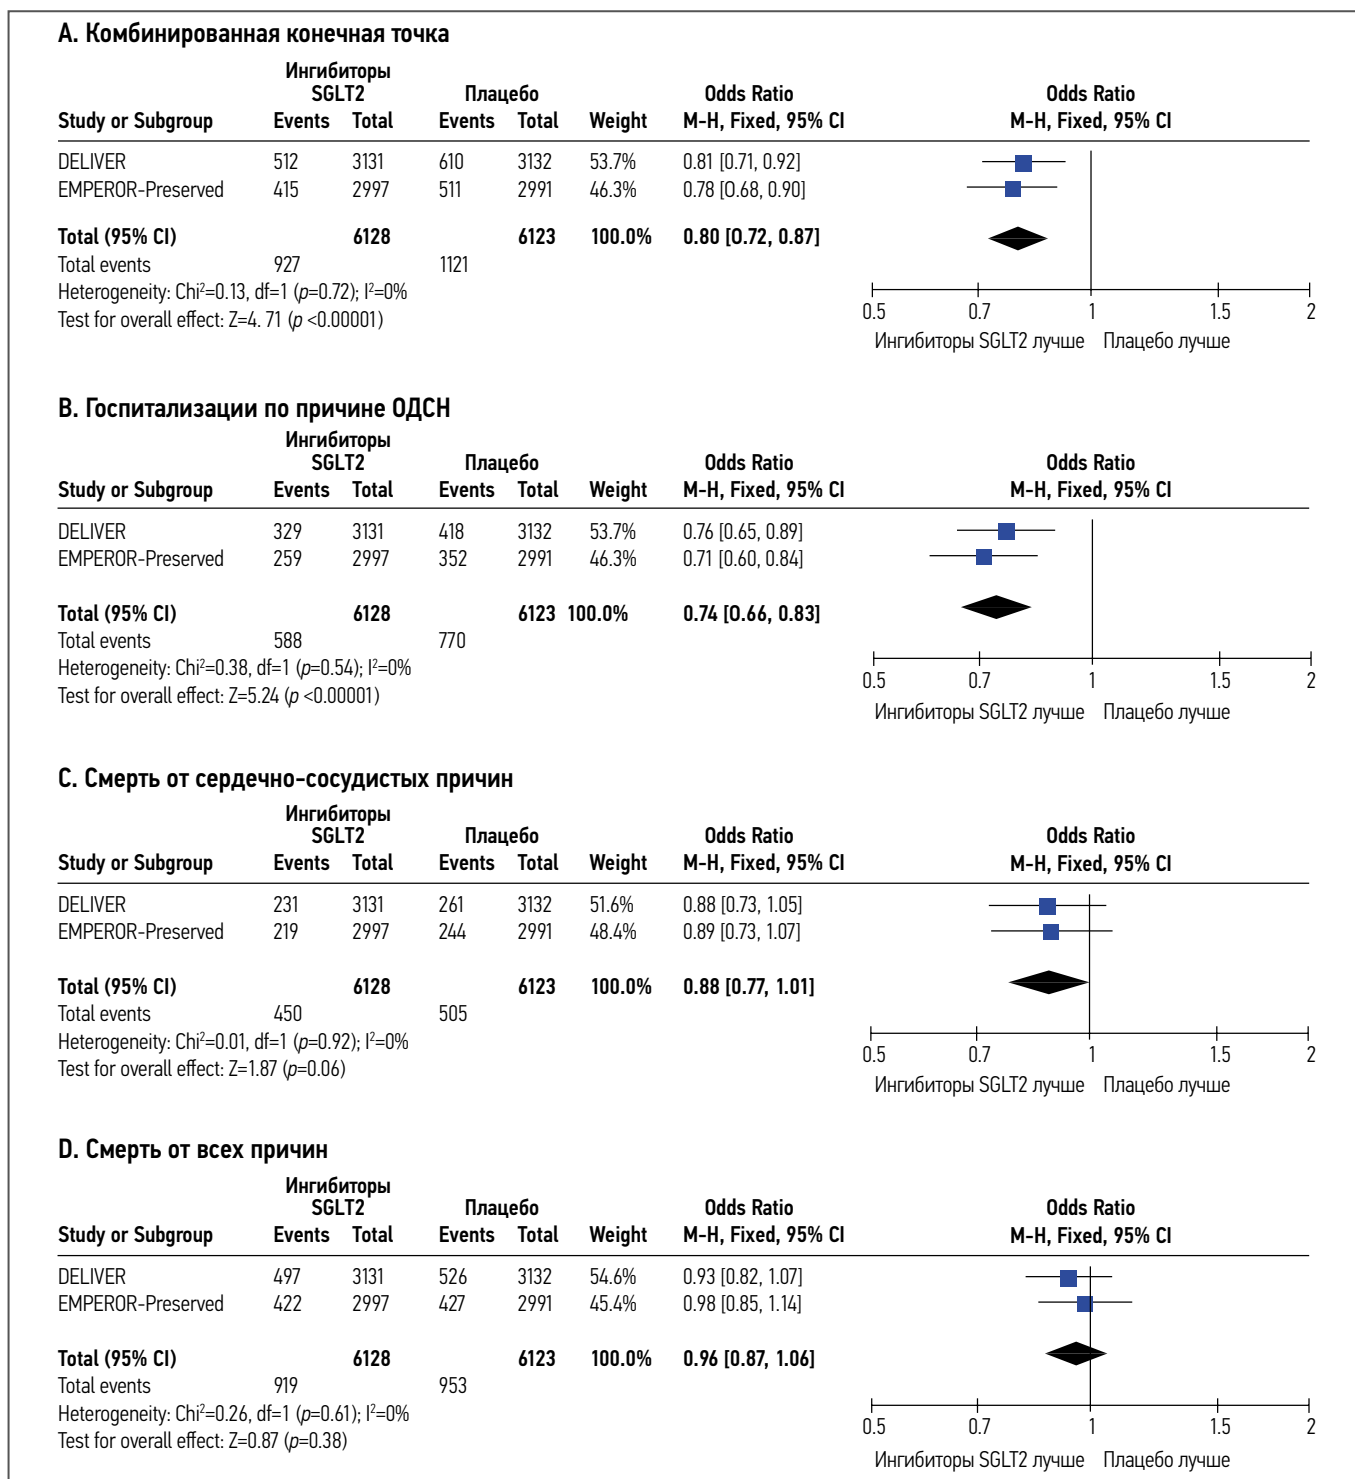 A. Комбинированная конечная точка
Ингибиторы
SGLT2 Плацебо Odds Ratio Odds Ratio
Study or Subgroup Events Total Events Total Weight M-H, Fixed, 95% CI M-H, Fixed, 95% CI
DELIVER 512 3131 610 3132 53.7% 0.81 [0.71, 0.92]
EMPEROR-Preserved 415 2997 511 2991 46.3% 0.78 [0.68, 0.90]
Total (95% CI) 6128 6123 100.0% 0.80 [0.72, 0.87]
Total events 927 1121
Heterogeneity: Chi²=0.13, df=1 (p=0.72); I²=0%
Test for overall effect: Z=4. 71 (p <0.00001)
0.5 0.7 1 1.5 2
Ингибиторы SGLT2 лучше Плацебо лучше
B. Госпитализации по причине ОДСН
Ингибиторы
SGLT2 Плацебо Odds Ratio Odds Ratio
Study or Subgroup Events Total Events Total Weight M-H, Fixed, 95% CI M-H, Fixed, 95% CI
DELIVER 329 3131 418 3132 53.7% 0.76 [0.65, 0.89]
EMPEROR-Preserved 259 2997 352 2991 46.3% 0.71 [0.60, 0.84]
Total (95% CI) 6128 6123 100.0% 0.74 [0.66, 0.83]
Total events 588 770
Heterogeneity: Chi²=0.38, df=1 (p=0.54); I²=0%
Test for overall effect: Z=5.24 (p <0.00001)
0.5 0.7 1 1.5 2
Ингибиторы SGLT2 лучше Плацебо лучше
C. Смерть от сердечно-сосудистых причин
Ингибиторы
SGLT2 Плацебо Odds Ratio Odds Ratio
Study or Subgroup Events Total Events Total Weight M-H, Fixed, 95% CI M-H, Fixed, 95% CI
DELIVER 231 3131 261 3132 51.6% 0.88 [0.73, 1.05]
EMPEROR-Preserved 219 2997 244 2991 48.4% 0.89 [0.73, 1.07]
Total (95% CI) 6128 6123 100.0% 0.88 [0.77, 1.01]
Total events 450 505
Heterogeneity: Chi²=0.01, df=1 (p=0.92); I²=0%
Test for overall effect: Z=1.87 (p=0.06)
0.5 0.7 1 1.5 2
Ингибиторы SGLT2 лучше Плацебо лучше
D. Смерть от всех причин
Ингибиторы
SGLT2 Плацебо Odds Ratio Odds Ratio
Study or Subgroup Events Total Events Total Weight M-H, Fixed, 95% CI M-H, Fixed, 95% CI
DELIVER 497 3131 526 3132 54.6% 0.93 [0.82, 1.07]
EMPEROR-Preserved 422 2997 427 2991 45.4% 0.98 [0.85, 1.14]
Total (95% CI) 6128 6123 100.0% 0.96 [0.87, 1.06]
Total events 919 953
Heterogeneity: Chi²=0.26, df=1 (p=0.61); I²=0%
Test for overall effect: Z=0.87 (p=0.38)
0.5 0.7 1 1.5 2
Ингибиторы SGLT2 лучше Плацебо лучше